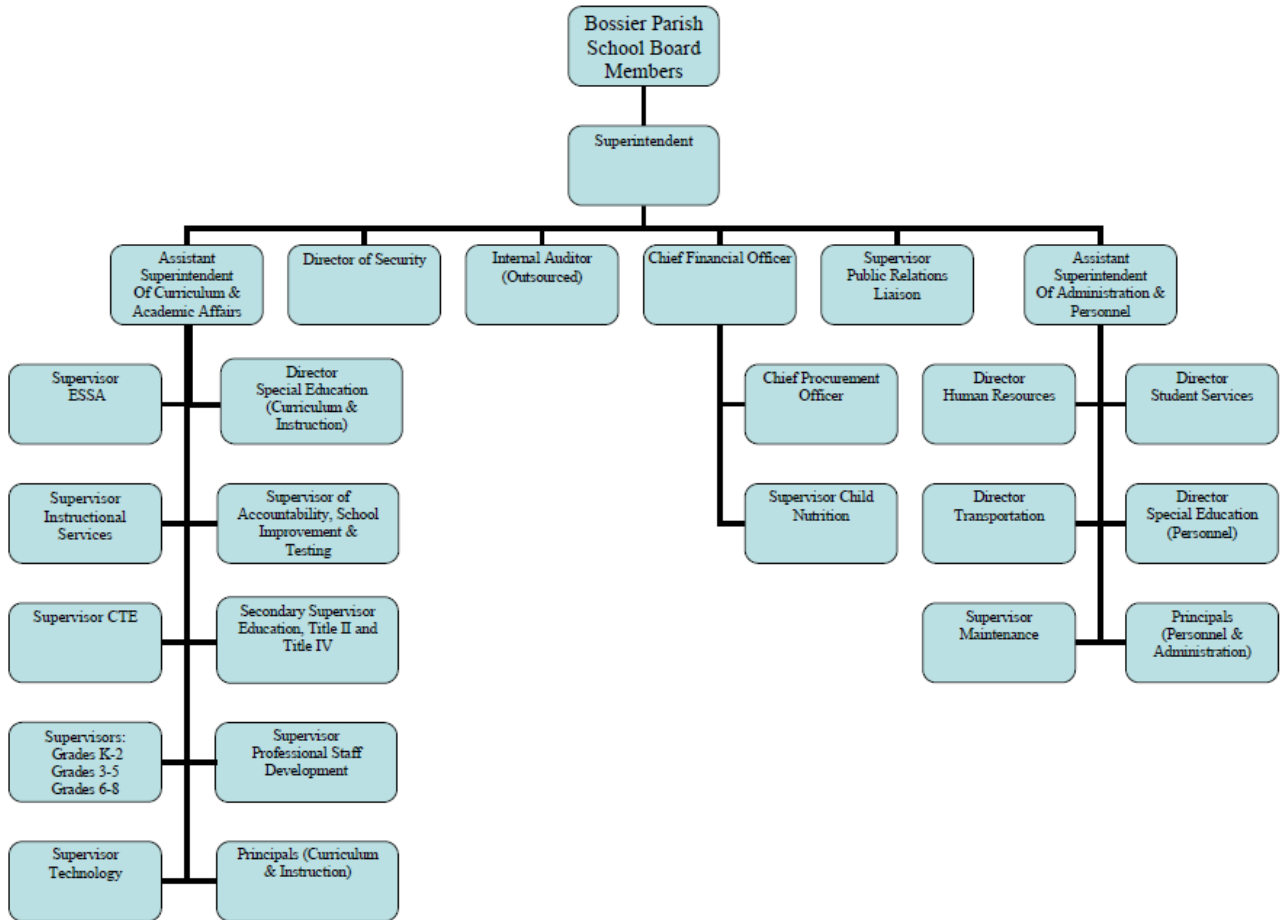 Bossier Parish
School Board
Members
Superintendent
Assistant
Superintendent
Of Curriculum &
Academic Affairs
Director of Security
Internal Auditor
(Outsourced)
Chief Financial Officer
Supervisor
Public Relations
Liaison
Assistant
Superintendent
Of Administration &
Personnel
Supervisor
ESSA
Director
Special Education
(Curriculum &
Instruction)
Chief Procurement
Officer
Director
Human Resources
Director
Student Services
Supervisor
Instructional
Services
Supervisor of
Accountability, School
Improvement &
Testing
Supervisor Child
Nutrition
Director
Transportation
Director
Special Education
(Personnel)
Supervisor CTE
Secondary Supervisor
Education, Title II and
Title IV
Supervisor
Maintenance
Principals
(Personnel &
Administration)
Supervisors:
Grades K-2
Grades 3-5
Grades 6-8
Supervisor
Professional Staff
Development
Supervisor
Technology
Principals (Curriculum
& Instruction)